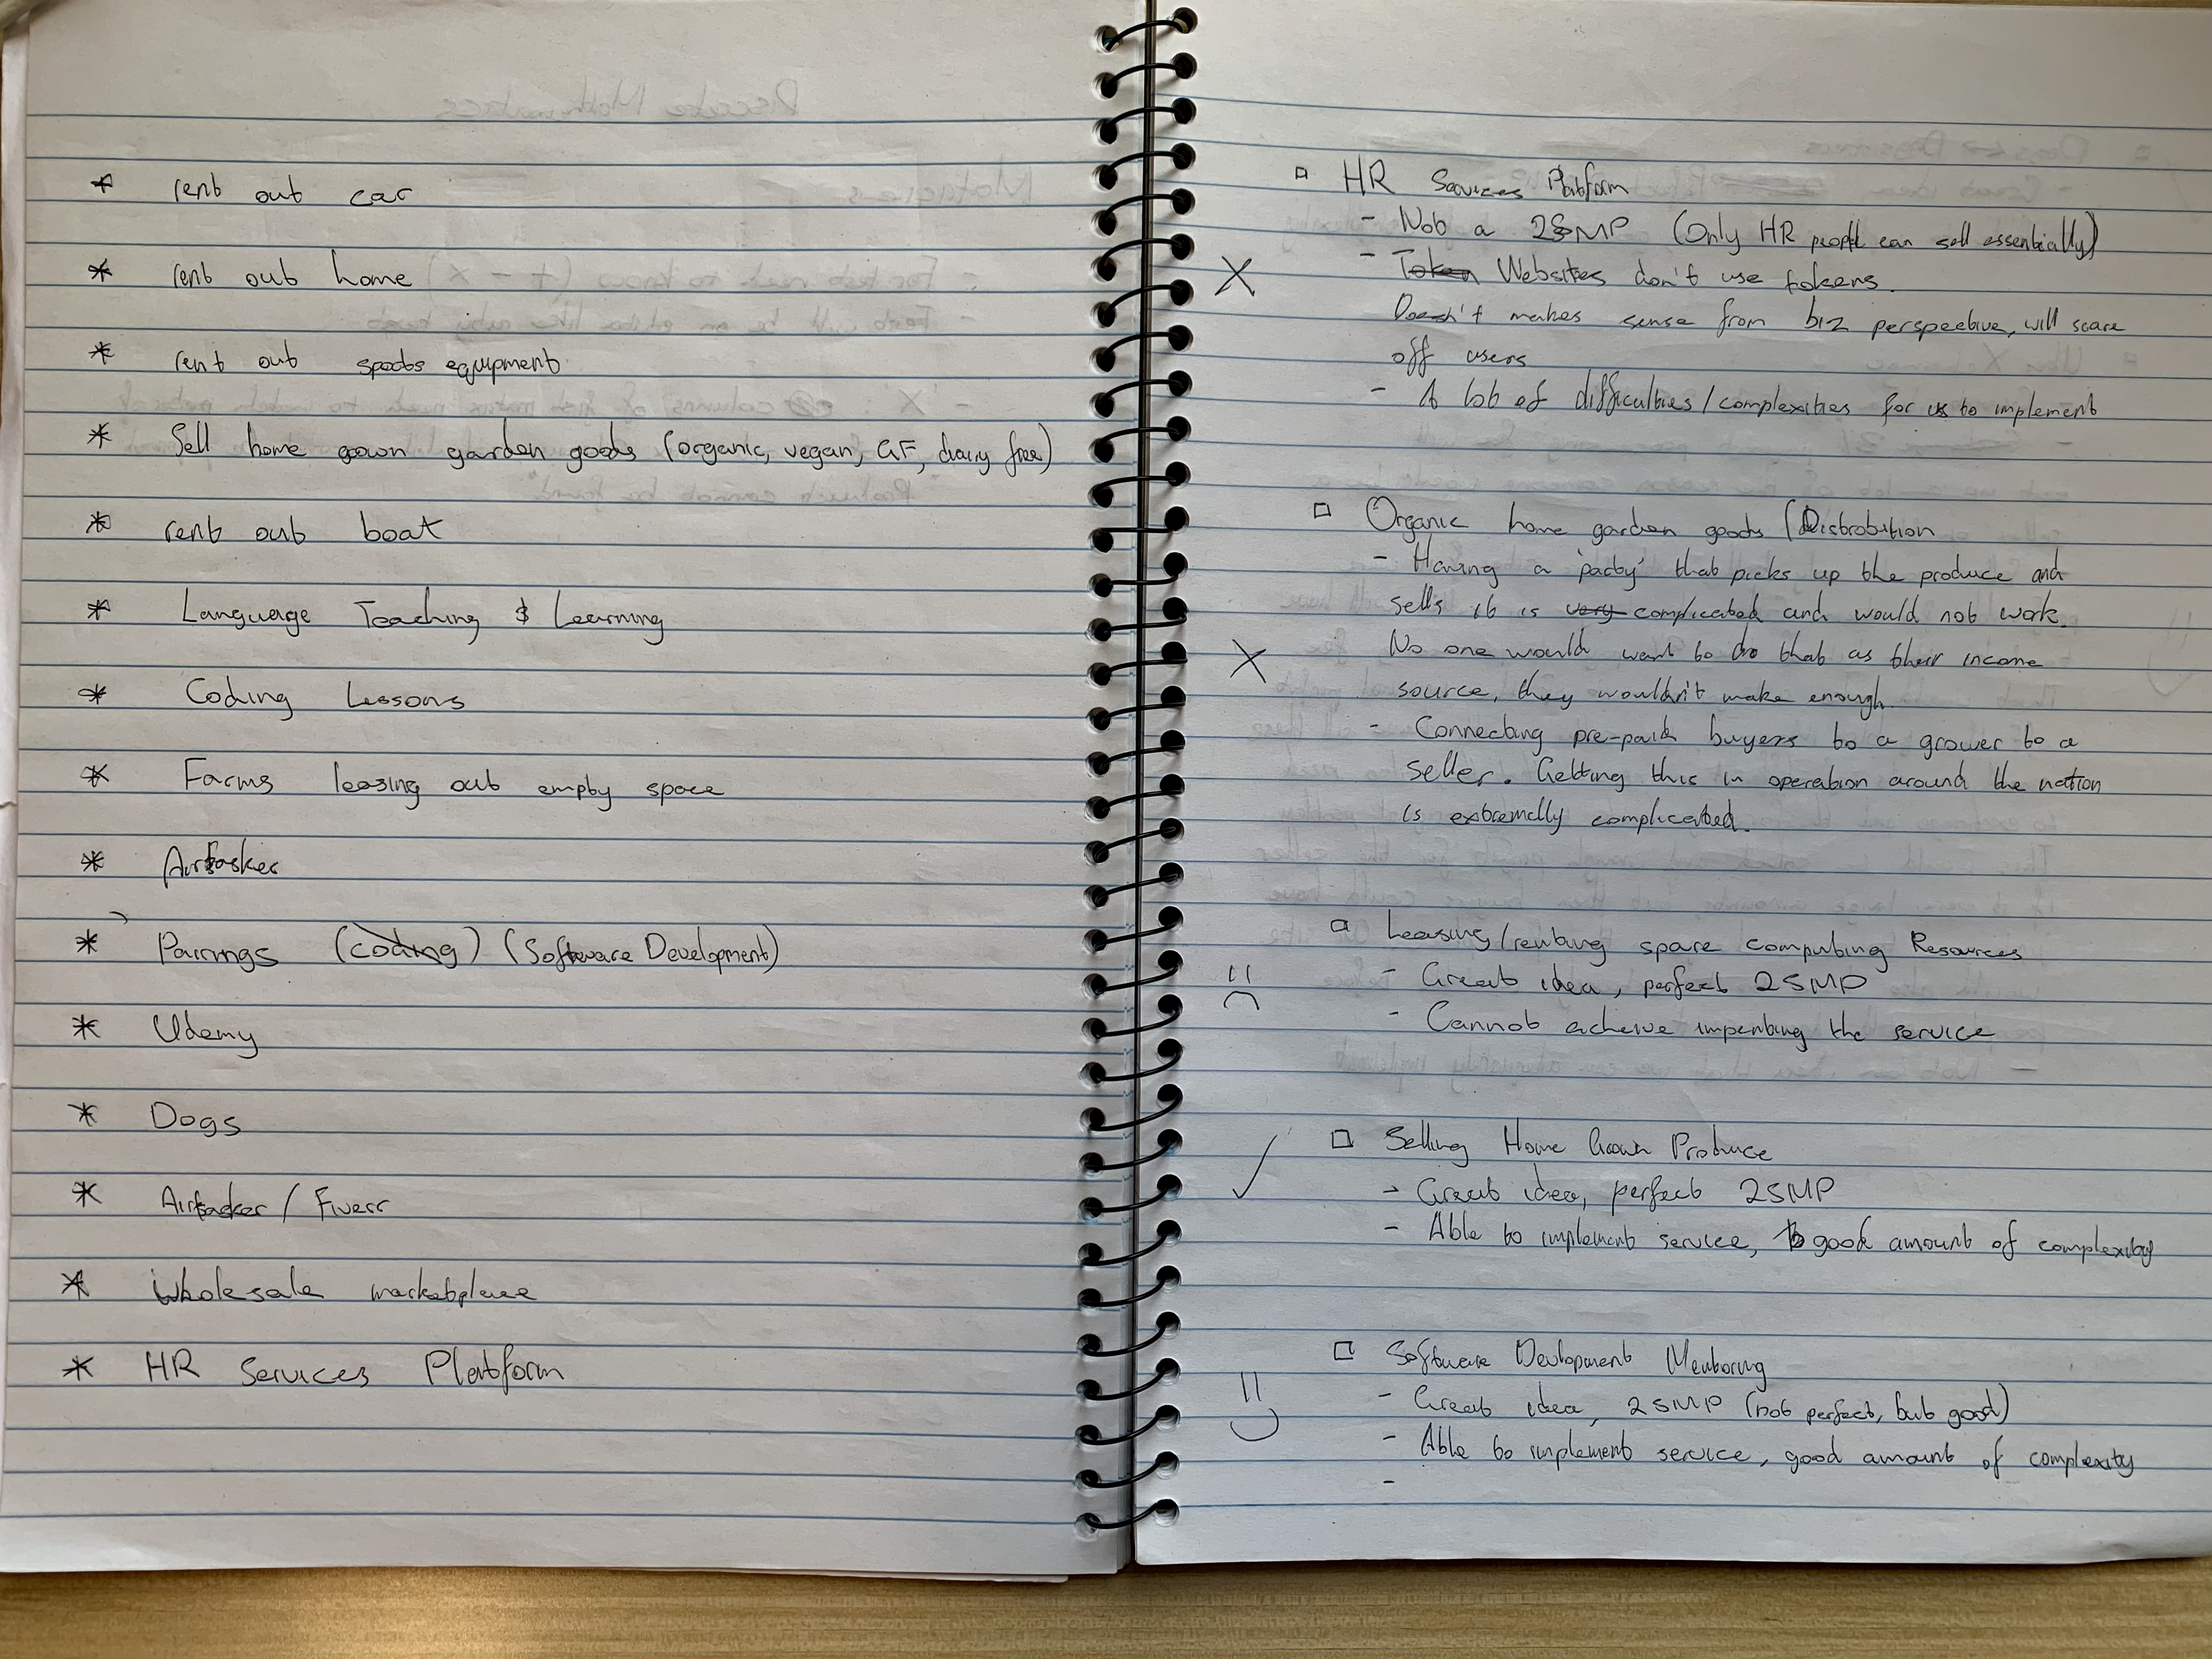 * rent out car
* rent out home
* rent out sports equipment
* Sell home grown garden goods (organic, vegan, GF, dairy free)
* rent out boat
* Language Teaching & Learning
* Coding Lessons
* Farms leasing out empty space
* Airtasker
* Pairings (coding) (Software Development)
* Udemy
* Dogs
* Airtasker / Fiverr
* Wholesale marketplace
* HR Services Platform
□ HR Services Platform
- Not a 2SMP (Only HR people can sell essentially)
X - Token Websites don't use tokens.
Doesn't makes sense from biz perspective, will scare
off users
- A lot of difficulties/complexities for us to implement
□ Organic home garden goods (Distrobution
- Having a 'party' that picks up the produce and
sells it is very complicated and would not work.
X No one would want to do that as their income
source, they wouldn't make enough.
- Connecting pre-paid buyers to a grower to a
seller. Getting this in operation around the nation
is extremelly complicated.
□ Leasing/renting spare computing Resources
- Great idea, perfect 2SMP
- Cannot acheive impenting the service
□ Selling Home Grown Produce
✓ - Great idea, perfect 2SMP
- Able to implement service, good amount of complexity
□ Software Devlopment Mentoring
- Great idea, 2SMP (not perfect, but good)
- Able to implement service, good amount of complexity
-